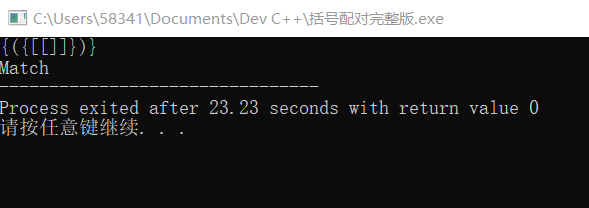 C:\Users\58341\Documents\Dev C++\括号配对完整版.exe
{({[[]]})}
Match
--------------------------------
Process exited after 23.23 seconds with return value 0
请按任意键继续. . .